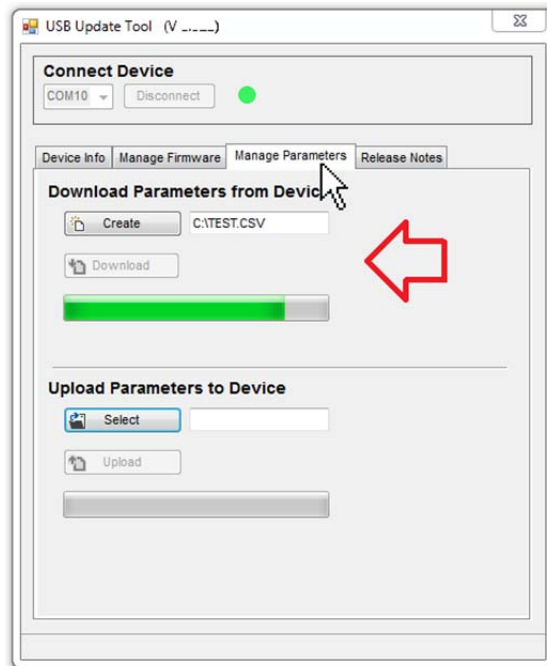 USB Update Tool (V _.___)
Connect Device
COM10 Disconnect
Device Info Manage Firmware Manage Parameters Release Notes
Download Parameters from Devic
Create C:\TEST.CSV
Download
Upload Parameters to Device
Select
Upload